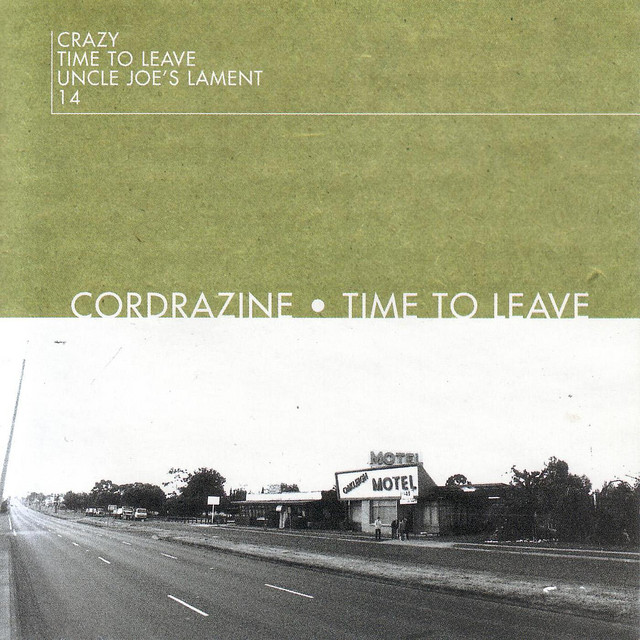 CRAZY
TIME TO LEAVE
UNCLE JOE'S LAMENT
14
CORDRAZINE • TIME TO LEAVE
MOTEL
MOTEL